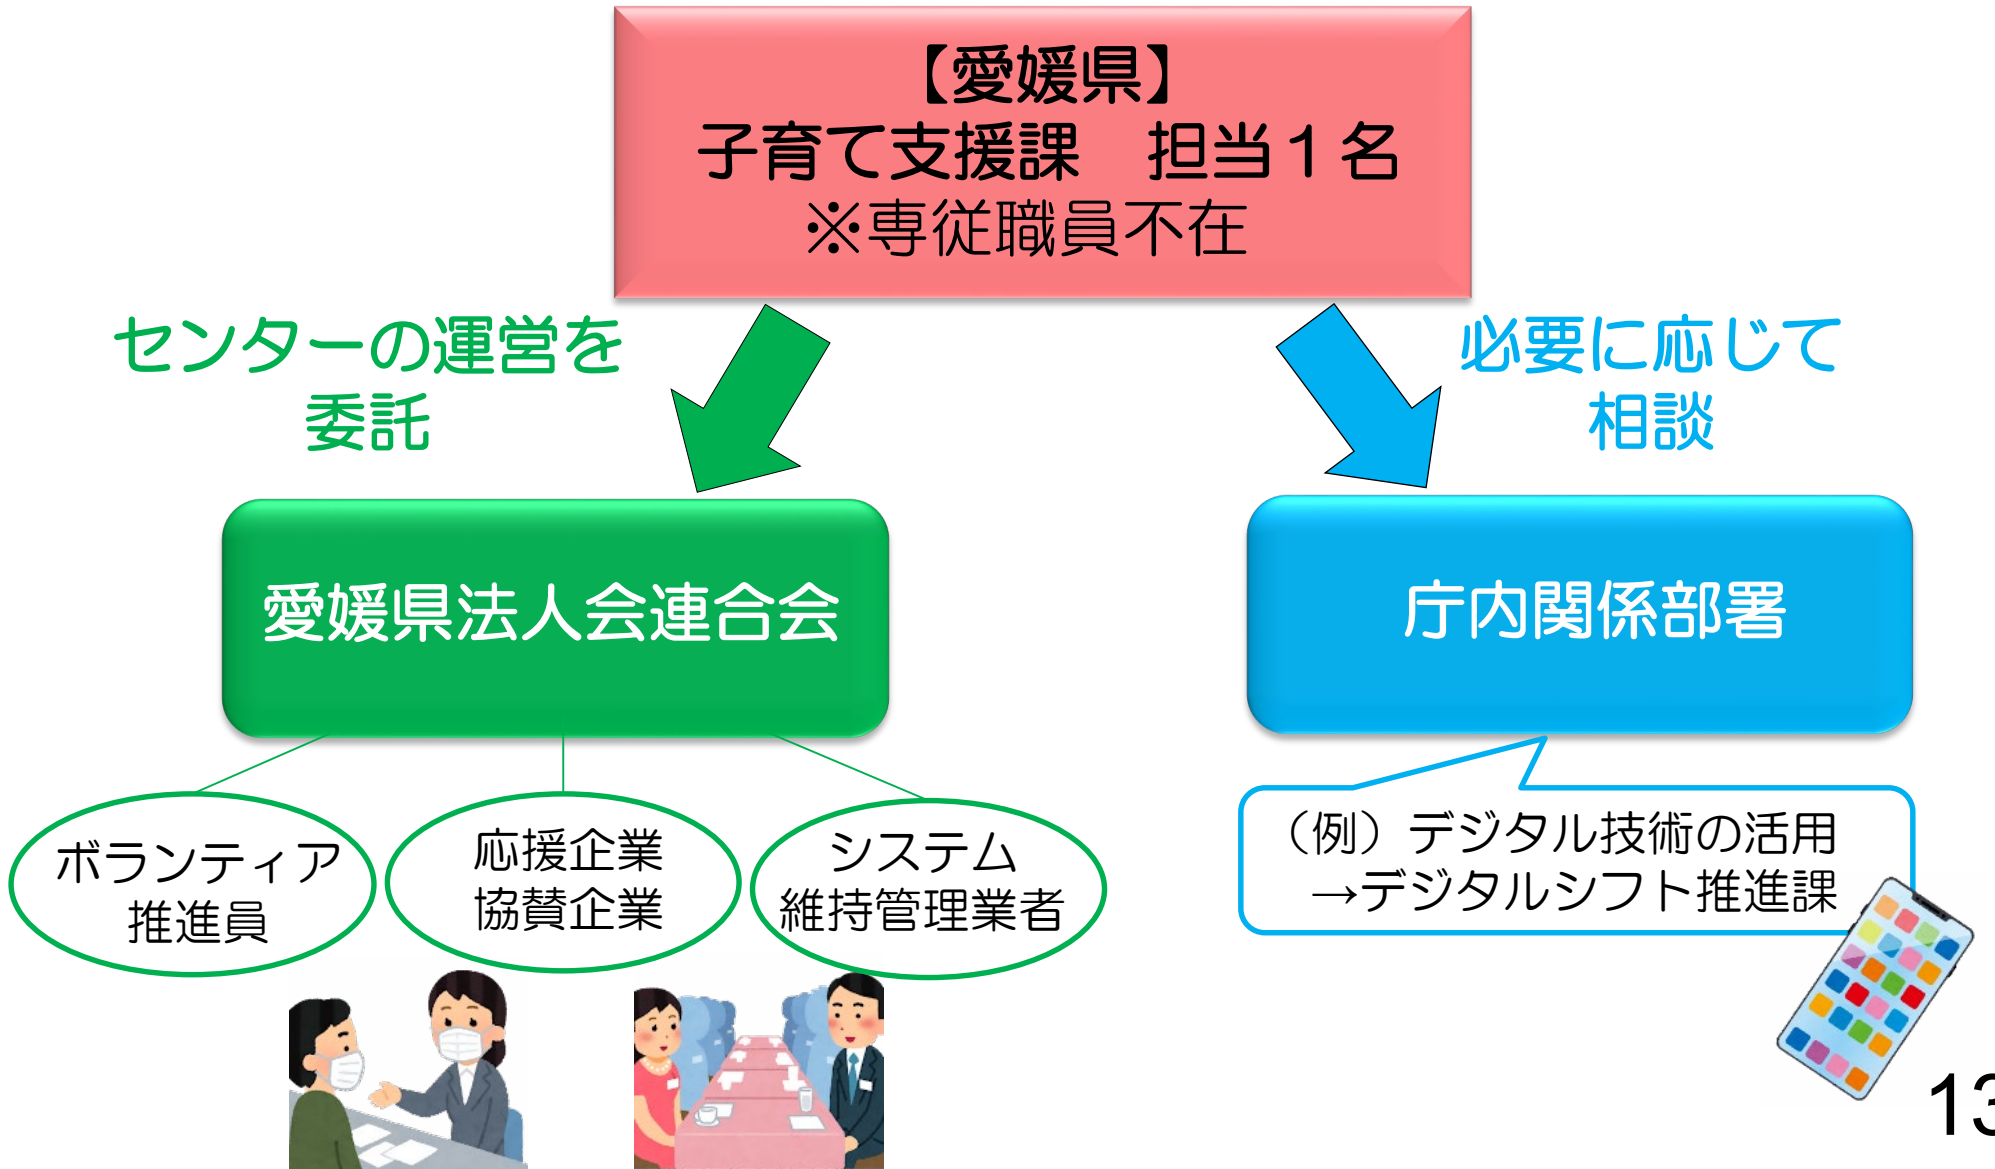 【愛媛県】
子育て支援課　担当１名
※専従職員不在
センターの運営を
委託
必要に応じて
相談
愛媛県法人会連合会
庁内関係部署
ボランティア
推進員
応援企業
協賛企業
システム
維持管理業者
（例）デジタル技術の活用
→デジタルシフト推進課
13